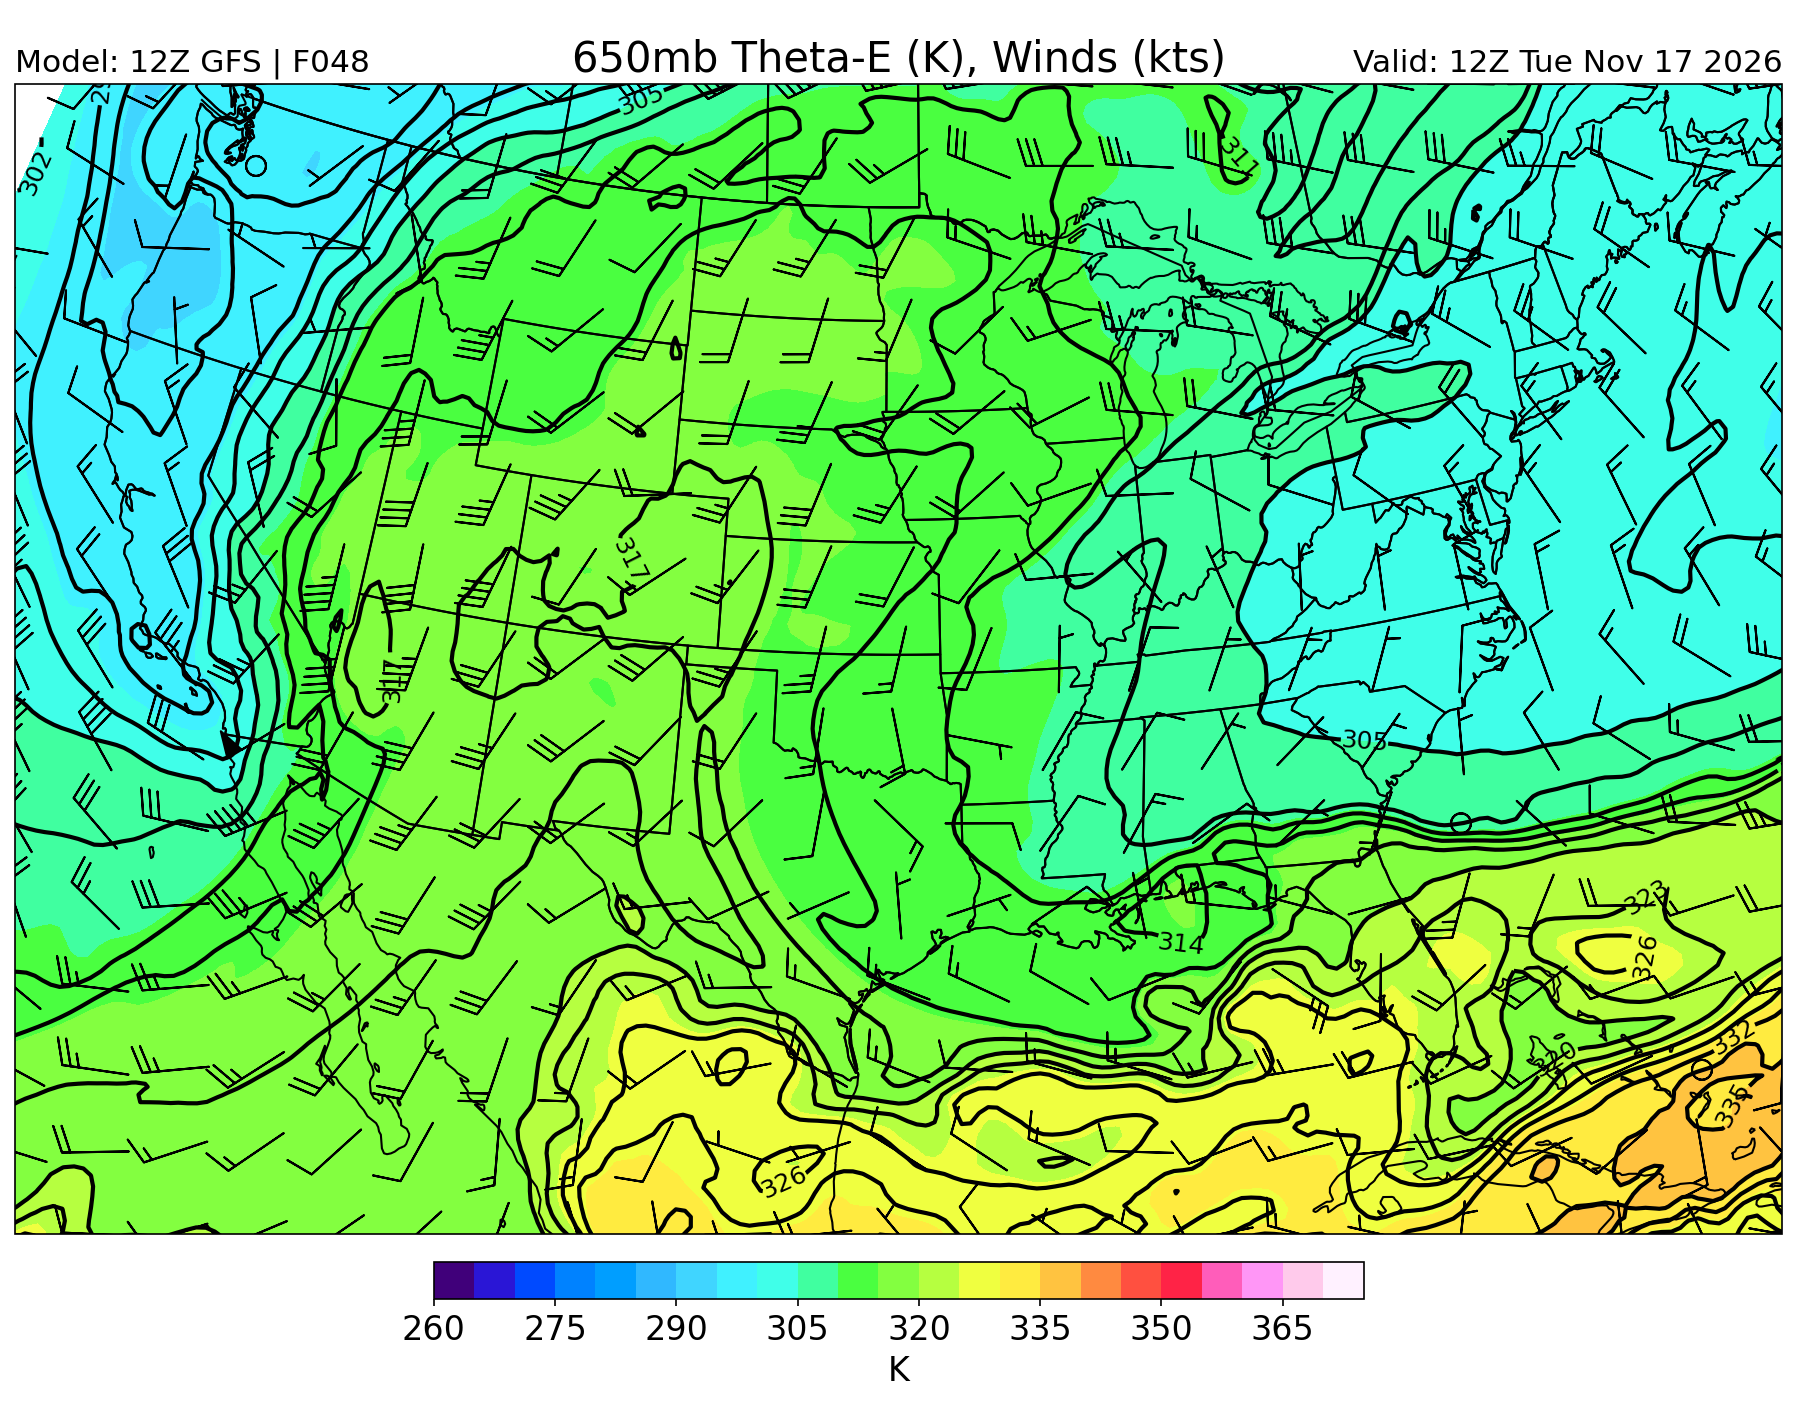 Model: 12Z GFS | F048
650mb Theta-E (K), Winds (kts)
Valid: 12Z Tue Nov 17 2026
305
302
311
317
317
305
314
323
326
320
332
335
326
260 275 290 305 320 335 350 365
K